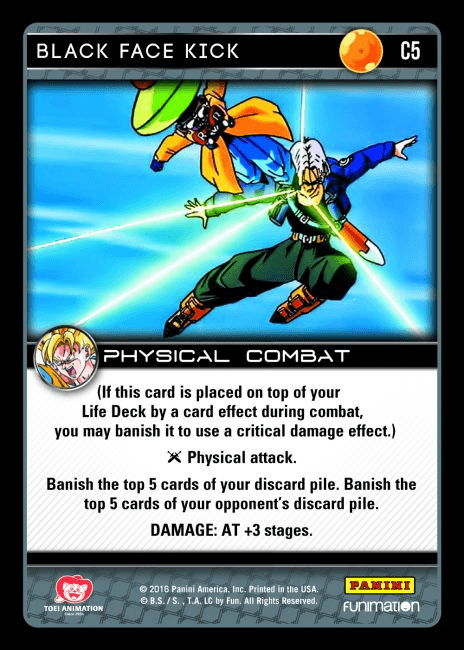 BLACK FACE KICK
C5
PHYSICAL COMBAT
(If this card is placed on top of your
Life Deck by a card effect during combat,
you may banish it to use a critical damage effect.)
Physical attack.
Banish the top 5 cards of your discard pile. Banish the
top 5 cards of your opponent's discard pile.
DAMAGE: AT +3 stages.
TOEI ANIMATION
© 2016 Panini America, Inc. Printed in the USA.
© B.S. / S. , T.A. LC by Fun. All Rights Reserved.
PANINI
FUNIMATION